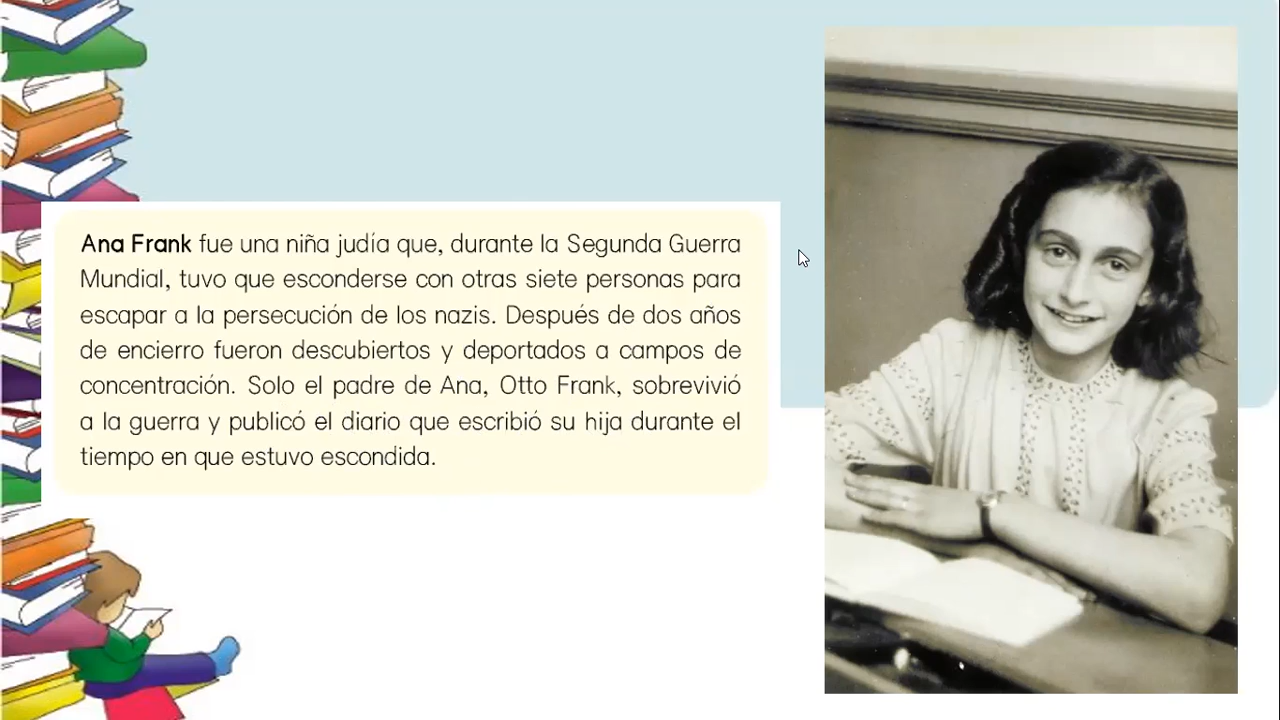 Ana Frank fue una niña judía que, durante la Segunda Guerra
Mundial, tuvo que esconderse con otras siete personas para
escapar a la persecución de los nazis. Después de dos años
de encierro fueron descubiertos y deportados a campos de
concentración. Solo el padre de Ana, Otto Frank, sobrevivió
a la guerra y publicó el diario que escribió su hija durante el
tiempo en que estuvo escondida.